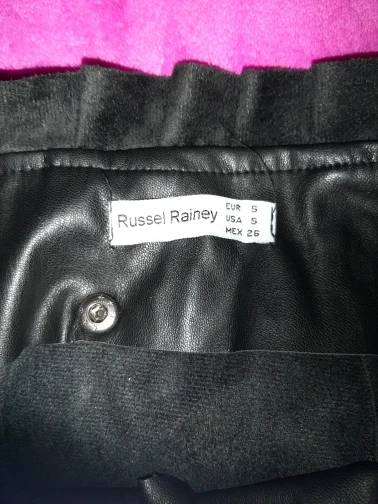 Russel Rainey
EUR S
USA S
MEX 26